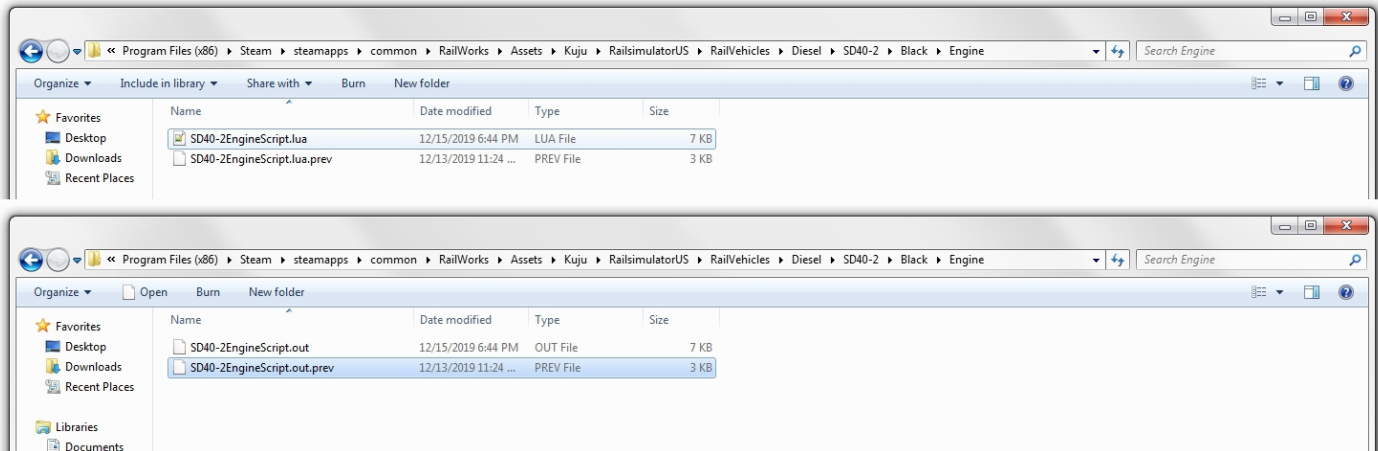 « Program Files (x86) ▸ Steam ▸ steamapps ▸ common ▸ RailWorks ▸ Assets ▸ Kuju ▸ RailsimulatorUS ▸ RailVehicles ▸ Diesel ▸ SD40-2 ▸ Black ▸ Engine Search Engine
Organize Include in library Share with Burn New folder
Favorites Name Date modified Type Size
Desktop SD40-2EngineScript.lua 12/15/2019 6:44 PM LUA File 7 KB
Downloads SD40-2EngineScript.lua.prev 12/13/2019 11:24 ... PREV File 3 KB
Recent Places
« Program Files (x86) ▸ Steam ▸ steamapps ▸ common ▸ RailWorks ▸ Assets ▸ Kuju ▸ RailsimulatorUS ▸ RailVehicles ▸ Diesel ▸ SD40-2 ▸ Black ▸ Engine Search Engine
Organize Open Burn New folder
Favorites Name Date modified Type Size
Desktop SD40-2EngineScript.out 12/15/2019 6:44 PM OUT File 7 KB
Downloads SD40-2EngineScript.out.prev 12/13/2019 11:24 ... PREV File 3 KB
Recent Places
Libraries
Documents